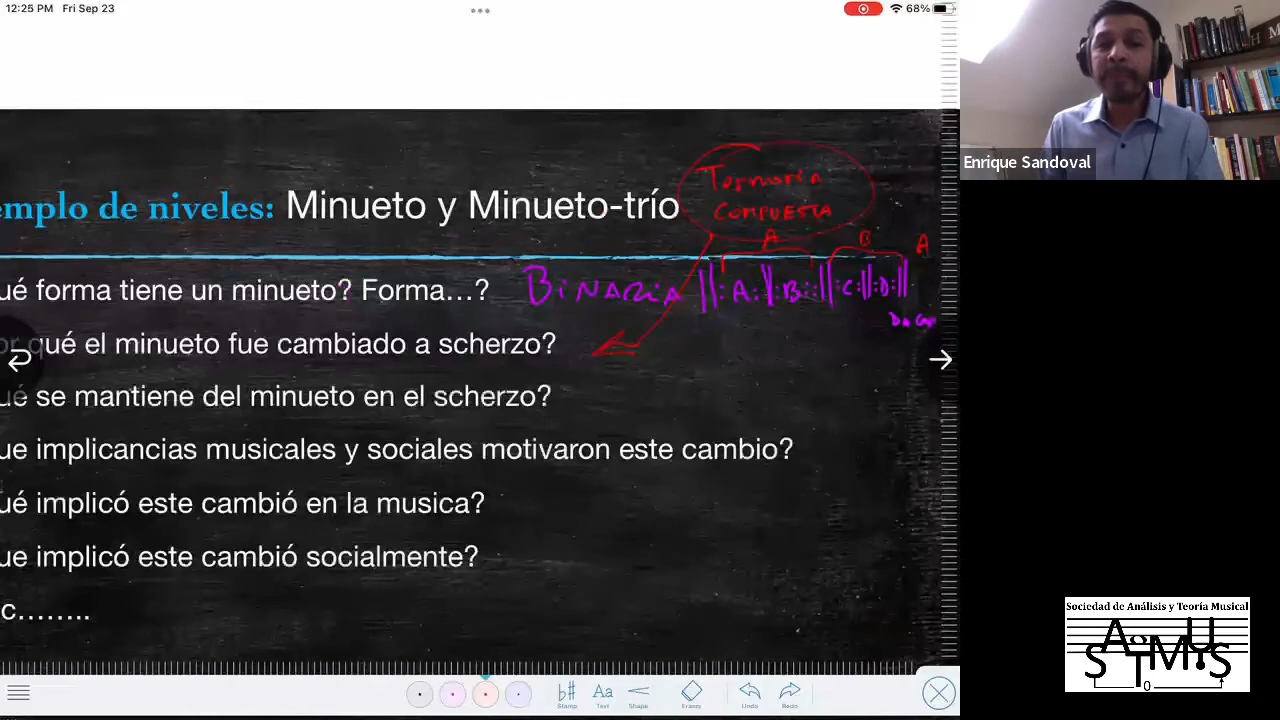 12:25 PM Fri Sep 23
68%
Enrique Sandoval
Ternaria
COMPUESTA
emplo de niveles: Minueto y Minueto-trío
A
B
A
ué forma tiene un minueto? Forma…?
BiNARiA ||: A :||: B :||: C :||: D :||
Da Capo
or qué el minueto fue cambiado a scherzo?
ué se mantiene del minueto en el scherzo?
ue implicancias musicales y sociales motivaron este cambio?
ué implicó este cambió en la musica?
ue implicó este cambió socialmente?
c……..
Sociedad de Análisis y Teoría Musical
SATMUS
0
Stamp
Aa
Text
Shape
Eraser
Undo
Redo